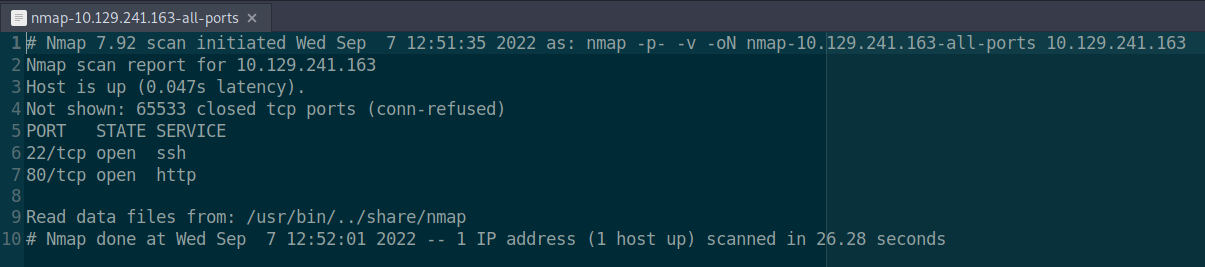 nmap-10.129.241.163-all-ports ×
1 # Nmap 7.92 scan initiated Wed Sep  7 12:51:35 2022 as: nmap -p- -v -oN nmap-10.129.241.163-all-ports 10.129.241.163
2 Nmap scan report for 10.129.241.163
3 Host is up (0.047s latency).
4 Not shown: 65533 closed tcp ports (conn-refused)
5 PORT   STATE SERVICE
6 22/tcp open  ssh
7 80/tcp open  http
8
9 Read data files from: /usr/bin/../share/nmap
10 # Nmap done at Wed Sep  7 12:52:01 2022 -- 1 IP address (1 host up) scanned in 26.28 seconds